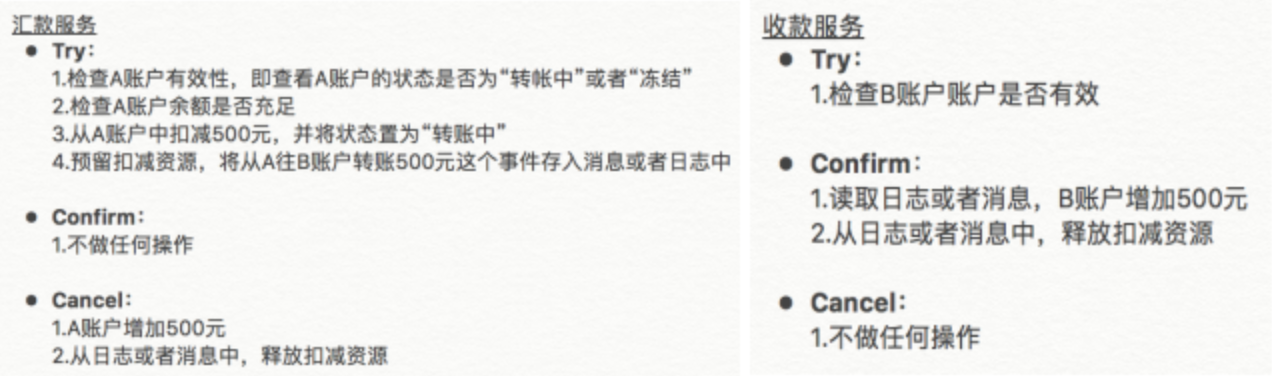 汇款服务
● Try：
1.检查A账户有效性，即查看A账户的状态是否为“转帐中”或者“冻结”
2.检查A账户余额是否充足
3.从A账户中扣减500元，并将状态置为“转账中”
4.预留扣减资源，将从A往B账户转账500元这个事件存入消息或者日志中
● Confirm：
1.不做任何操作
● Cancel：
1.A账户增加500元
2.从日志或者消息中，释放扣减资源
收款服务
● Try：
1.检查B账户账户是否有效
● Confirm：
1.读取日志或者消息，B账户增加500元
2.从日志或者消息中，释放扣减资源
● Cancel：
1.不做任何操作